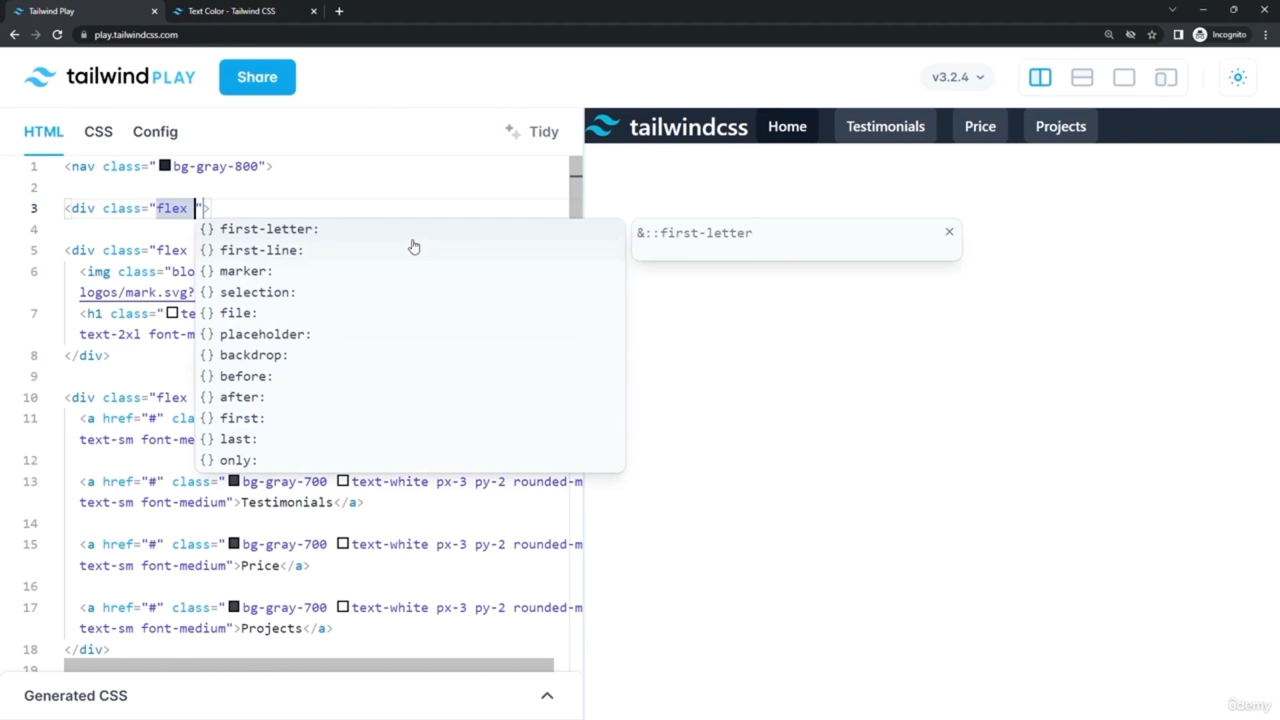 Tailwind Play
Text Color - Tailwind CSS
play.tailwindcss.com
Incognito
tailwind PLAY
Share
v3.2.4
HTML
CSS
Config
Tidy
1 <nav class="bg-gray-800">
2
3 <div class="flex ">
4
5 <div class="flex
6 <img class="blo
logos/mark.svg?
7 <h1 class="te
text-2xl font-m
8 </div>
9
10 <div class="flex
11 <a href="#" cla
text-sm font-me
12
13 <a href="#" class="bg-gray-700 text-white px-3 py-2 rounded-m
text-sm font-medium">Testimonials</a>
14
15 <a href="#" class="bg-gray-700 text-white px-3 py-2 rounded-m
text-sm font-medium">Price</a>
16
17 <a href="#" class="bg-gray-700 text-white px-3 py-2 rounded-m
text-sm font-medium">Projects</a>
18 </div>
19
{} first-letter:
{} first-line:
{} marker:
{} selection:
{} file:
{} placeholder:
{} backdrop:
{} before:
{} after:
{} first:
{} last:
{} only:
&::first-letter
tailwindcss
Home
Testimonials
Price
Projects
Generated CSS
ûdemy